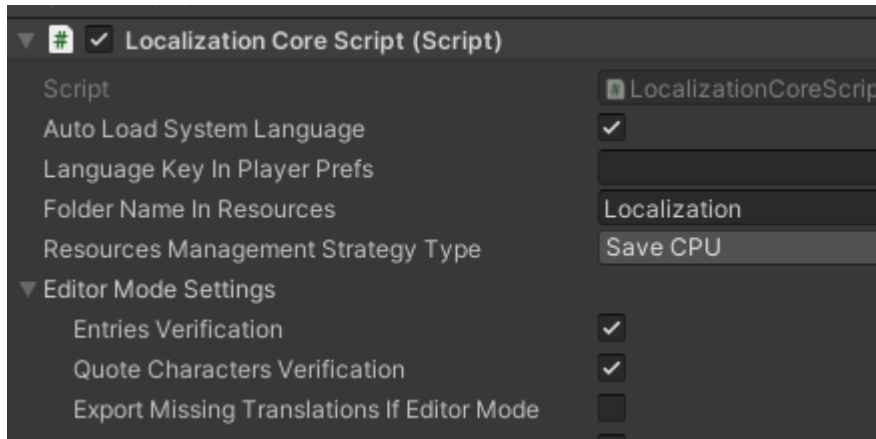 # Localization Core Script (Script)
Script LocalizationCoreScrip
Auto Load System Language
Language Key In Player Prefs
Folder Name In Resources Localization
Resources Management Strategy Type Save CPU
Editor Mode Settings
Entries Verification
Quote Characters Verification
Export Missing Translations If Editor Mode